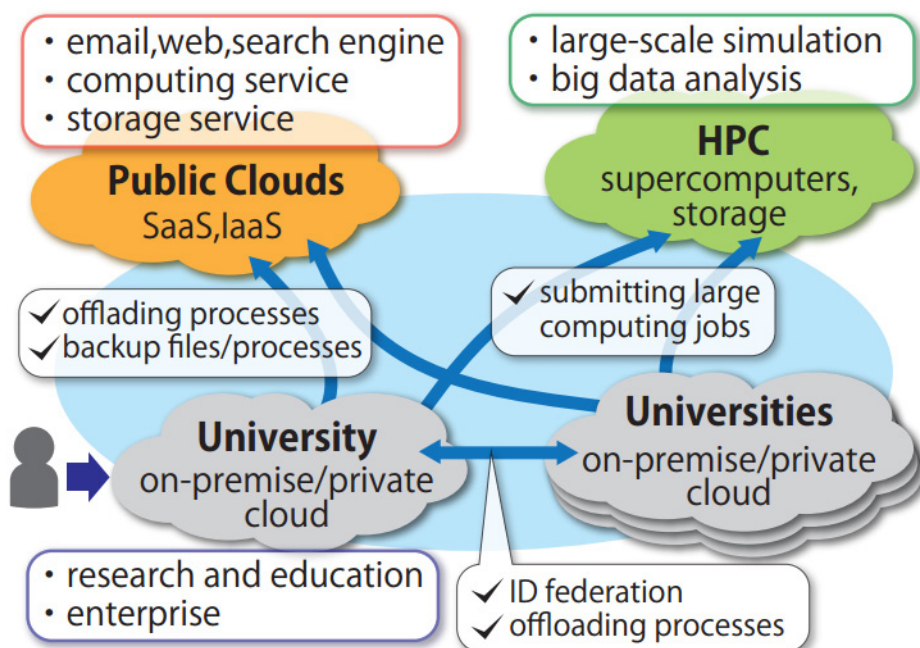 ・email,web,search engine
・computing service
・storage service
・large-scale simulation
・big data analysis
Public Clouds
SaaS,IaaS
HPC
supercomputers,
storage
✓offlading processes
✓backup files/processes
✓submitting large
computing jobs
University
on-premise/private
cloud
Universities
on-premise/private
cloud
・research and education
・enterprise
✓ID federation
✓offloading processes